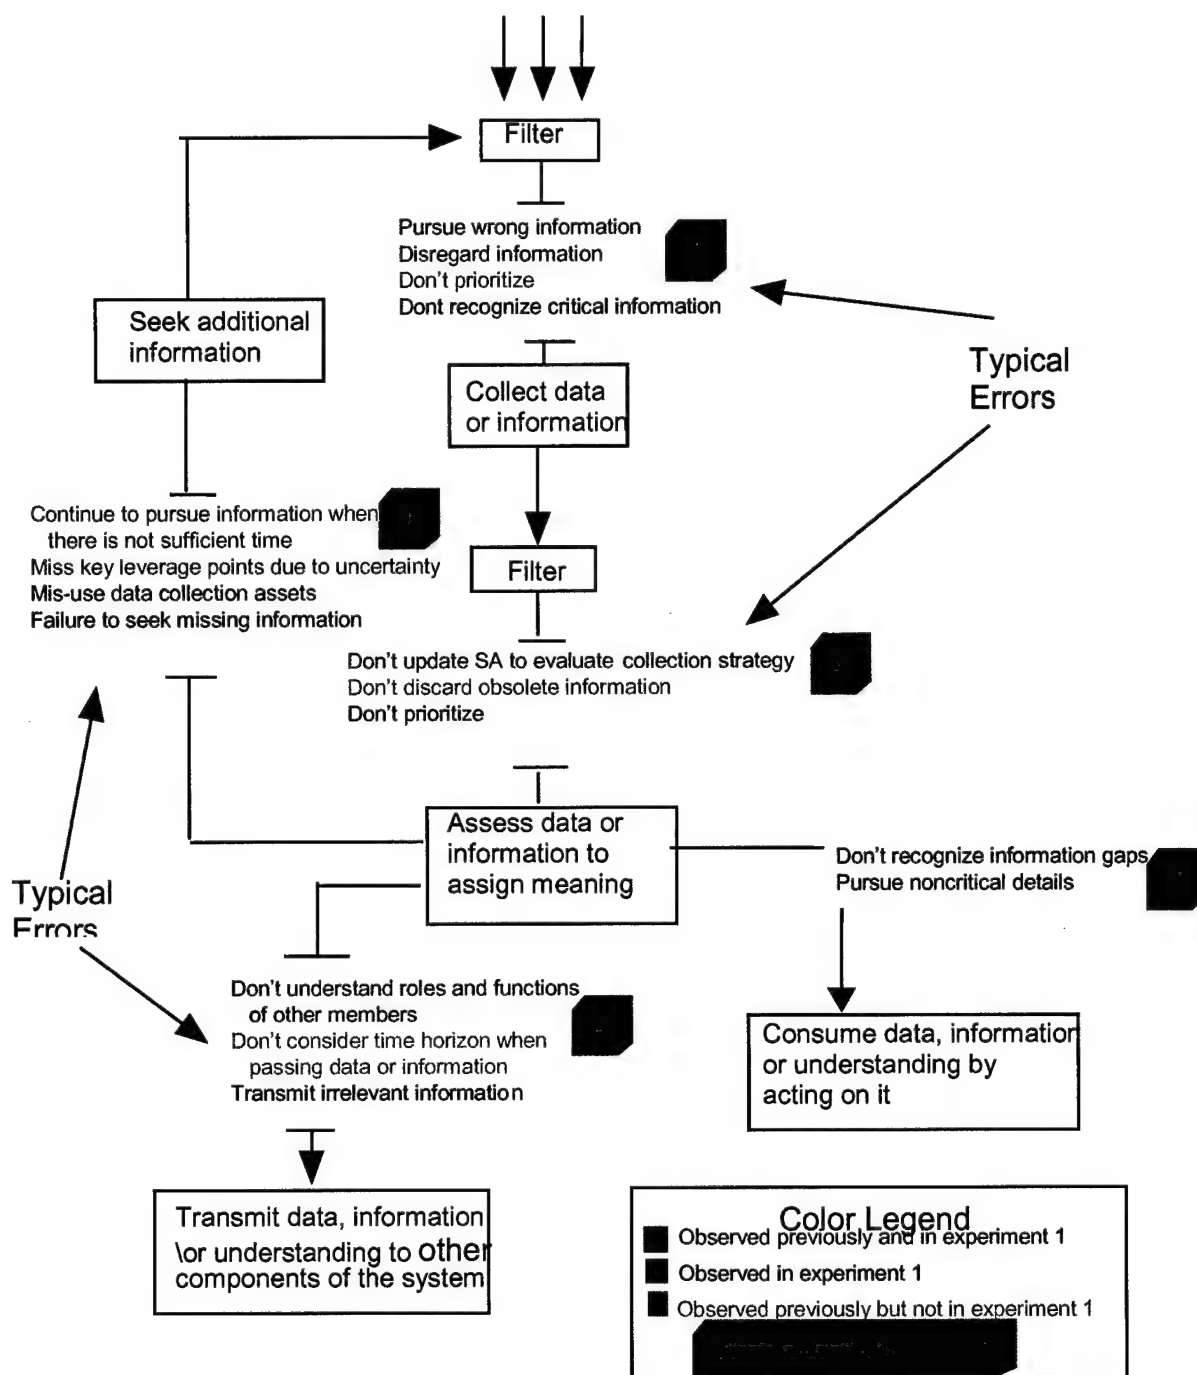 Filter
Pursue wrong information
Disregard information
Don't prioritize
Dont recognize critical information
Seek additional
information
Typical
Errors
Collect data
or information
Continue to pursue information when
there is not sufficient time
Miss key leverage points due to uncertainty
Mis-use data collection assets
Failure to seek missing information
Filter
Don't update SA to evaluate collection strategy
Don't discard obsolete information
Don't prioritize
Assess data or
information to
assign meaning
Don't recognize information gaps
Pursue noncritical details
Typical
Errors
Don't understand roles and functions
of other members
Don't consider time horizon when
passing data or information
Transmit irrelevant information
Consume data, information
or understanding by
acting on it
Transmit data, information
\or understanding to other
components of the system
Color Legend
Observed previously and in experiment 1
Observed in experiment 1
Observed previously but not in experiment 1